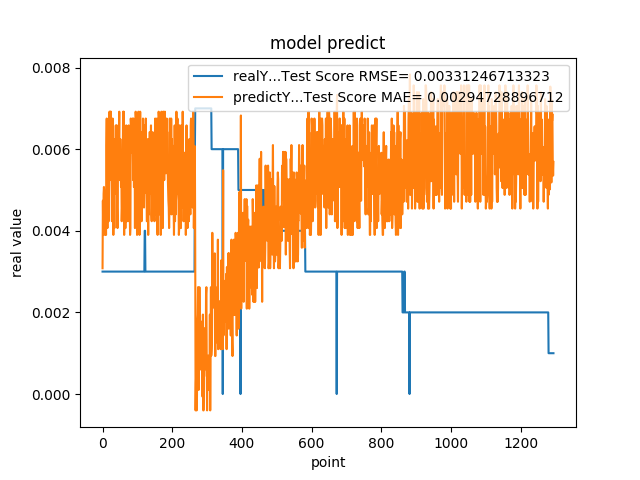 model predict
realY...Test Score RMSE= 0.00331246713323
predictY...Test Score MAE= 0.00294728896712
0.008
0.006
0.004
0.002
0.000
real value
0 200 400 600 800 1000 1200
point